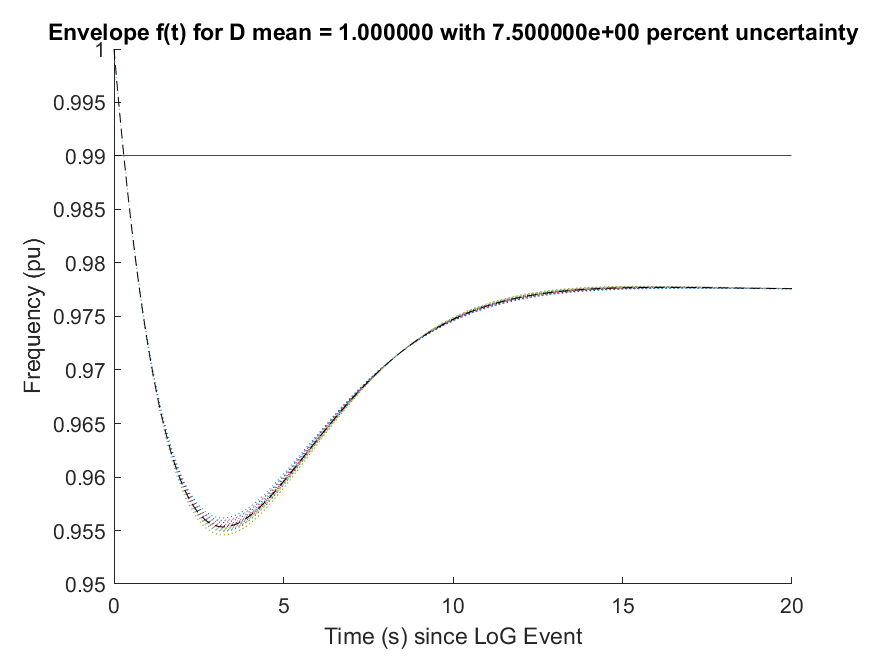 Envelope f(t) for D mean = 1.000000 with 7.500000e+00 percent uncertainty
1
0.995
0.99
0.985
0.98
0.975
0.97
0.965
0.96
0.955
0.95
Frequency (pu)
0 5 10 15 20
Time (s) since LoG Event